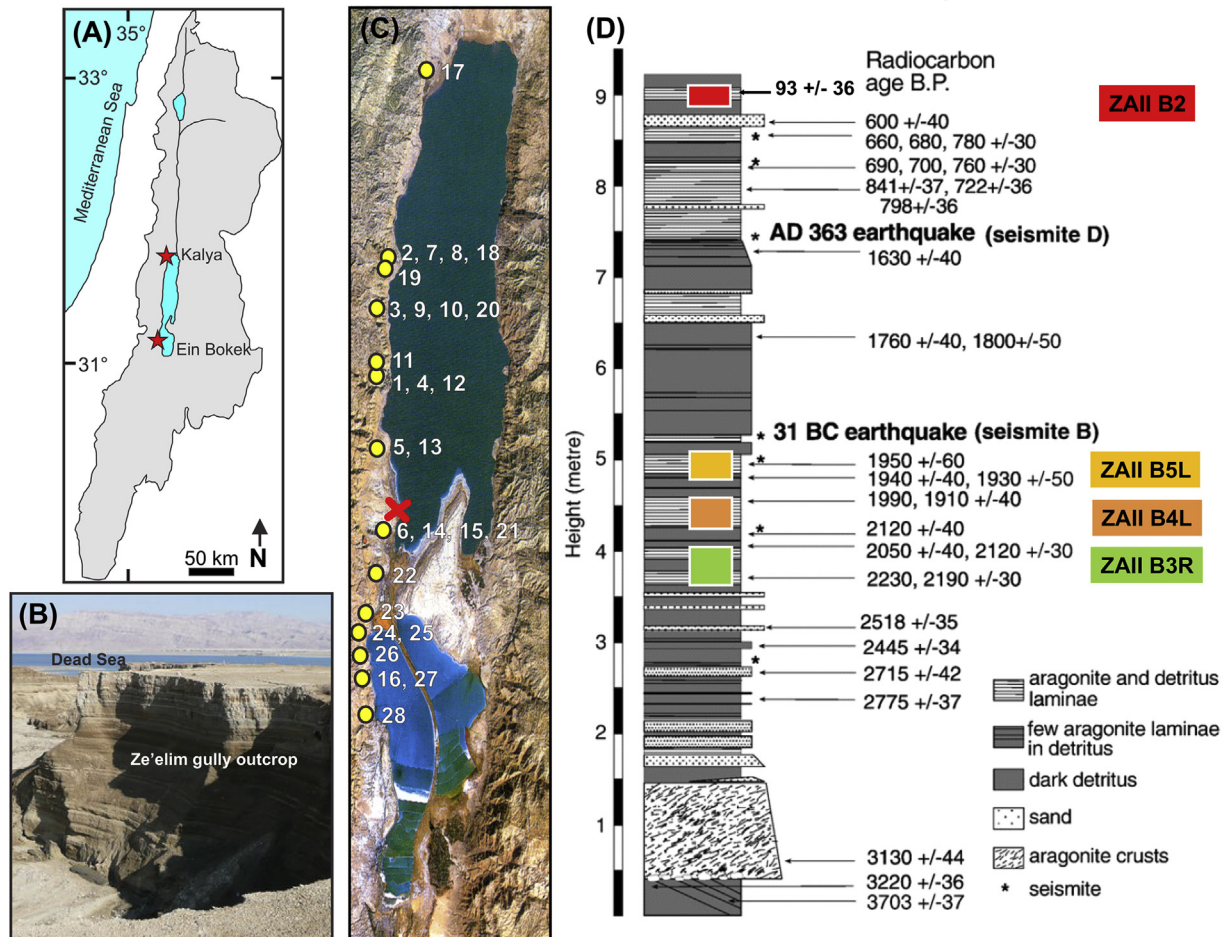 (A)
35°
33°
Mediterranean Sea
Kalya
Ein Bokek
31°
50 km
N
(B)
Dead Sea
Ze'elim gully outcrop
(C)
17
2, 7, 8, 18
19
3, 9, 10, 20
11
1, 4, 12
5, 13
6, 14, 15, 21
22
23
24, 25
26
16, 27
28
(D)
Radiocarbon
age B.P.
Height (metre)
9
8
7
6
5
4
3
2
1
93 +/- 36
600 +/-40
660, 680, 780 +/-30
690, 700, 760 +/-30
841+/-37, 722+/-36
798+/-36
AD 363 earthquake (seismite D)
1630 +/-40
1760 +/-40, 1800+/-50
31 BC earthquake (seismite B)
1950 +/-60
1940 +/-40, 1930 +/-50
1990, 1910 +/-40
2120 +/-40
2050 +/-40, 2120 +/-30
2230, 2190 +/-30
2518 +/-35
2445 +/-34
2715 +/-42
2775 +/-37
3130 +/-44
3220 +/-36
3703 +/-37
ZAII B2
ZAII B5L
ZAII B4L
ZAII B3R
aragonite and detritus
laminae
few aragonite laminae
in detritus
dark detritus
sand
aragonite crusts
* seismite